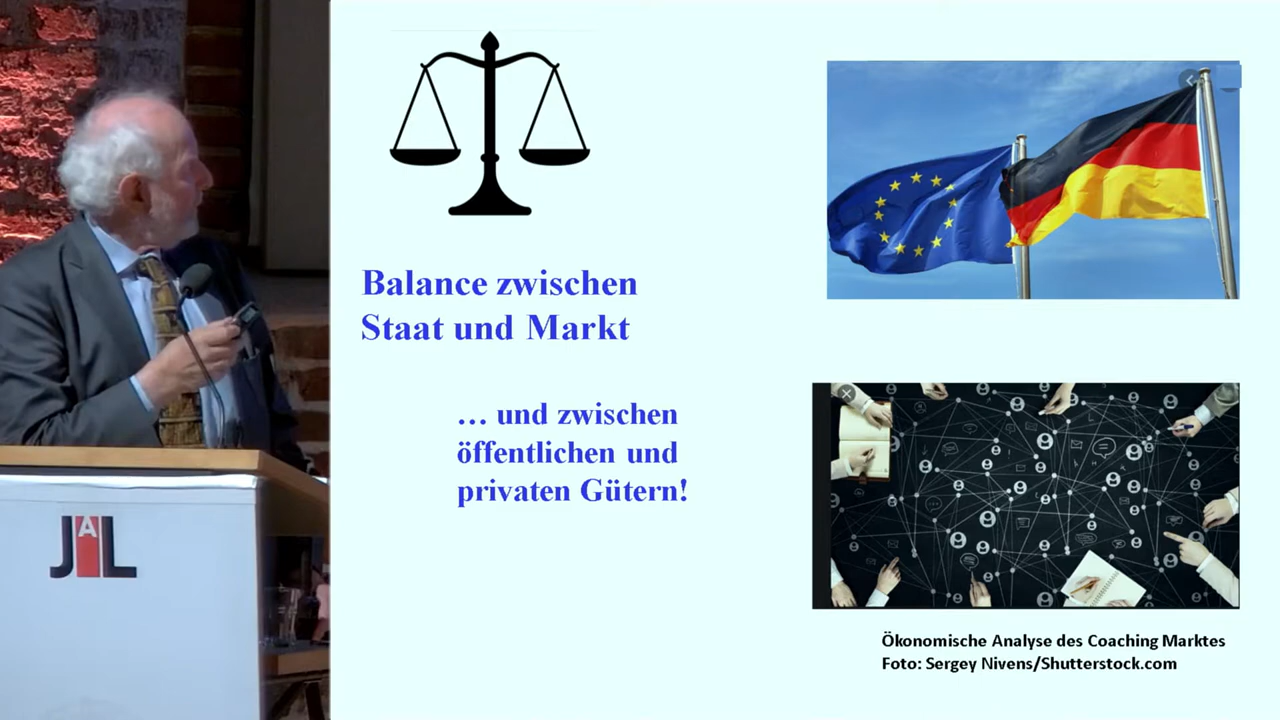 Balance zwischen
Staat und Markt
… und zwischen
öffentlichen und
privaten Gütern!
JAL
Ökonomische Analyse des Coaching Marktes
Foto: Sergey Nivens/Shutterstock.com